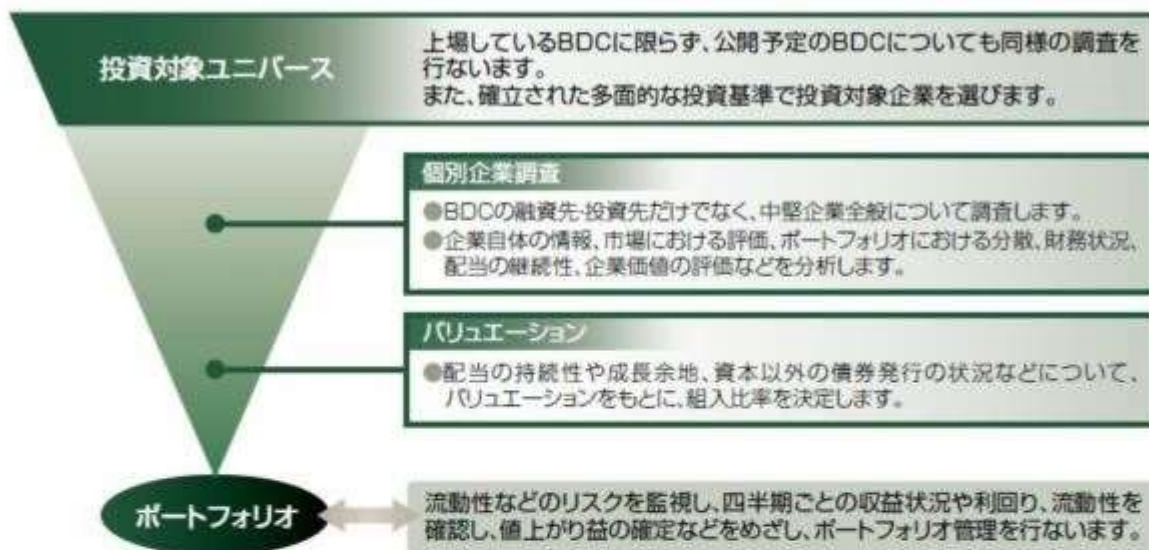 投資対象ユニバース
上場しているBDCに限らず、公開予定のBDCについても同様の調査を
行ないます。
また、確立された多面的な投資基準で投資対象企業を選びます。
個別企業調査
●BDCの融資先・投資先だけでなく、中堅企業全般について調査します。
●企業自体の情報、市場における評価、ポートフォリオにおける分散、財務状況、
配当の継続性、企業価値の評価などを分析します。
バリュエーション
●配当の持続性や成長余地、資本以外の債券発行の状況などについて、
バリュエーションをもとに、組入比率を決定します。
ポートフォリオ
流動性などのリスクを監視し、四半期ごとの収益状況や利回り、流動性を
確認し、値上がり益の確定などをめざし、ポートフォリオ管理を行ないます。